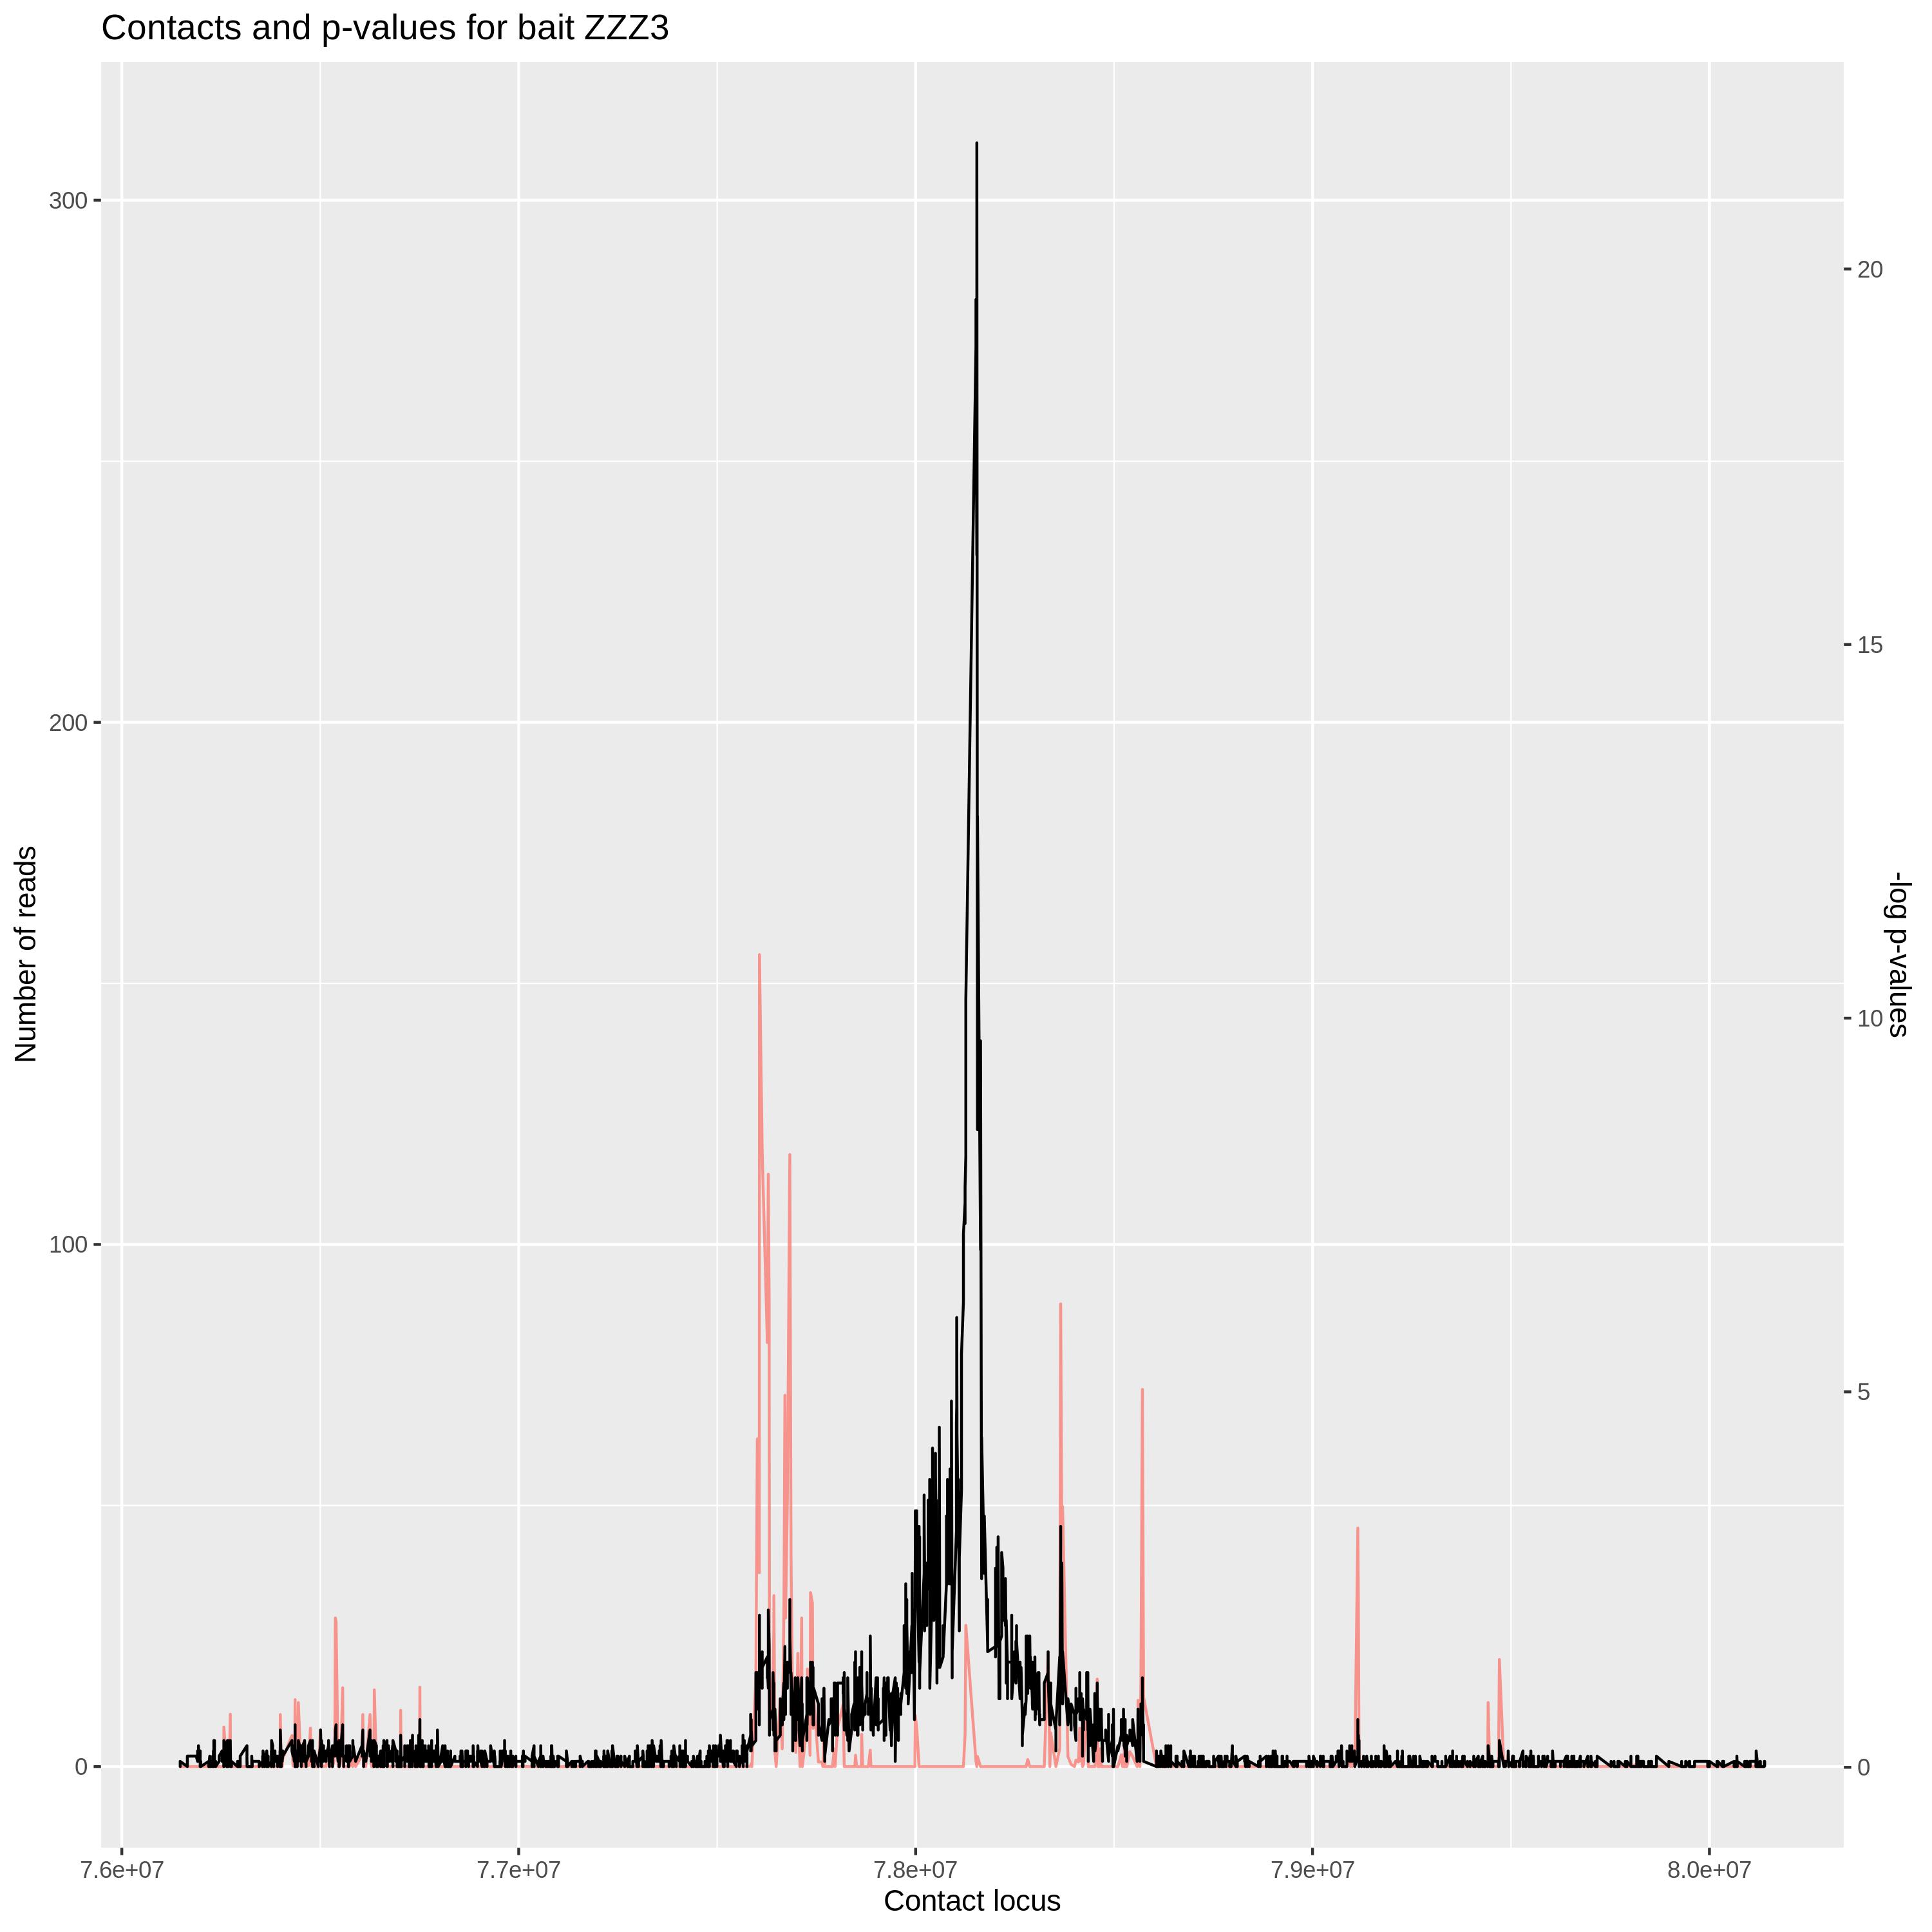 Contacts and p-values for bait ZZZ3
300
200
100
0
Number of reads
20
15
10
5
0
-log p-values
7.6e+07 7.7e+07 7.8e+07 7.9e+07 8.0e+07
Contact locus